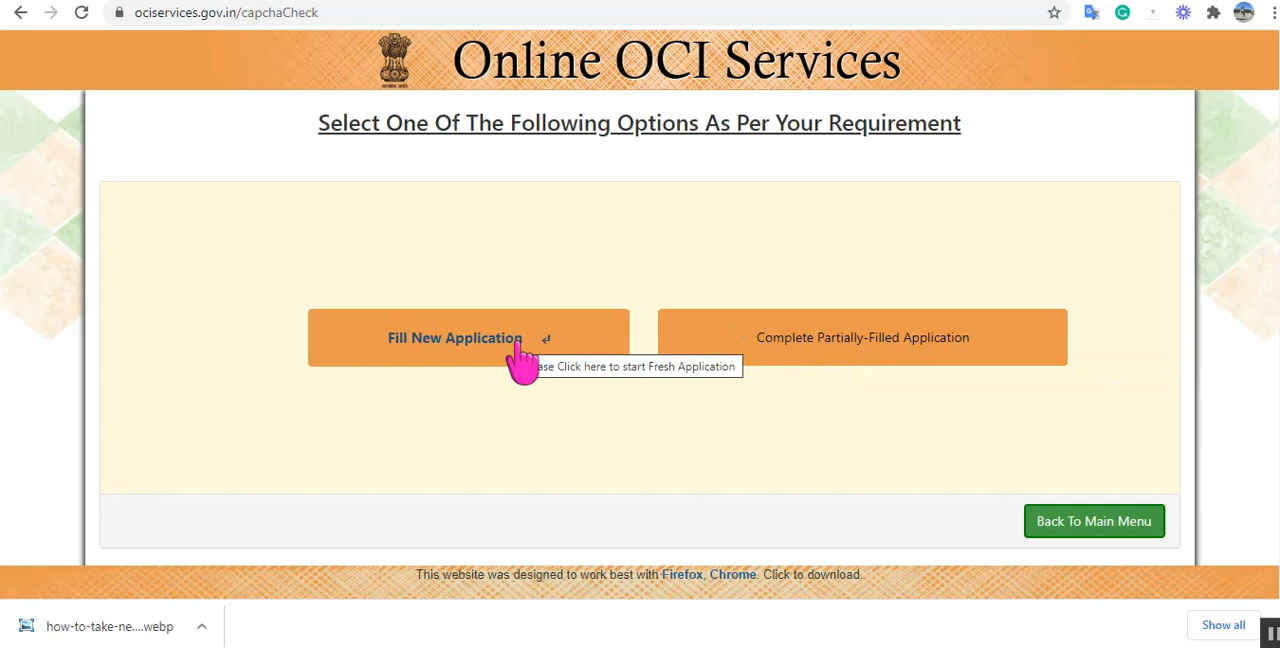 ociservices.gov.in/capchaCheck
Online OCI Services
Select One Of The Following Options As Per Your Requirement
Fill New Application
Complete Partially-Filled Application
Click here to start Fresh Application
Back To Main Menu
This website was designed to work best with Firefox, Chrome. Click to download.
how-to-take-ne....webp
Show all